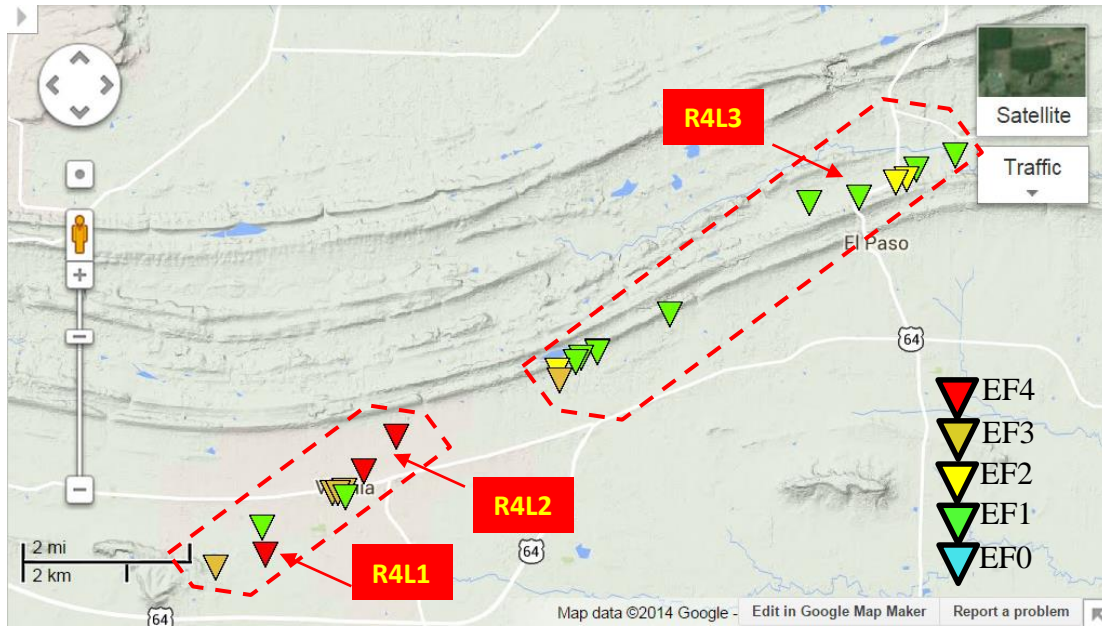 Satellite
Traffic
R4L3
El Paso
64
EF4
EF3
EF2
EF1
EF0
R4L2
64
R4L1
2 mi
2 km
64
Map data ©2014 Google -
Edit in Google Map Maker
Report a problem